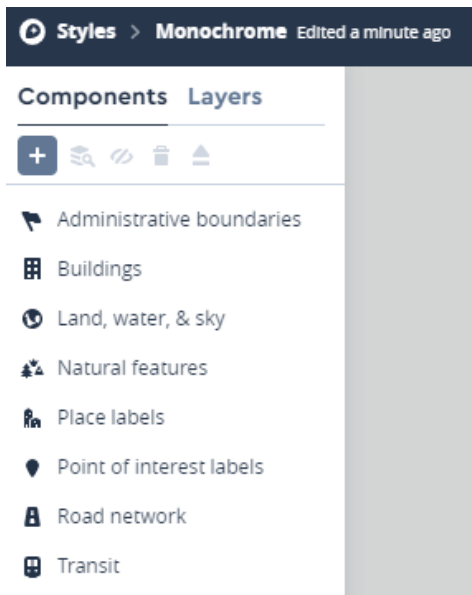 Styles > Monochrome Edited a minute ago
Components Layers
Administrative boundaries
Buildings
Land, water, & sky
Natural features
Place labels
Point of interest labels
Road network
Transit